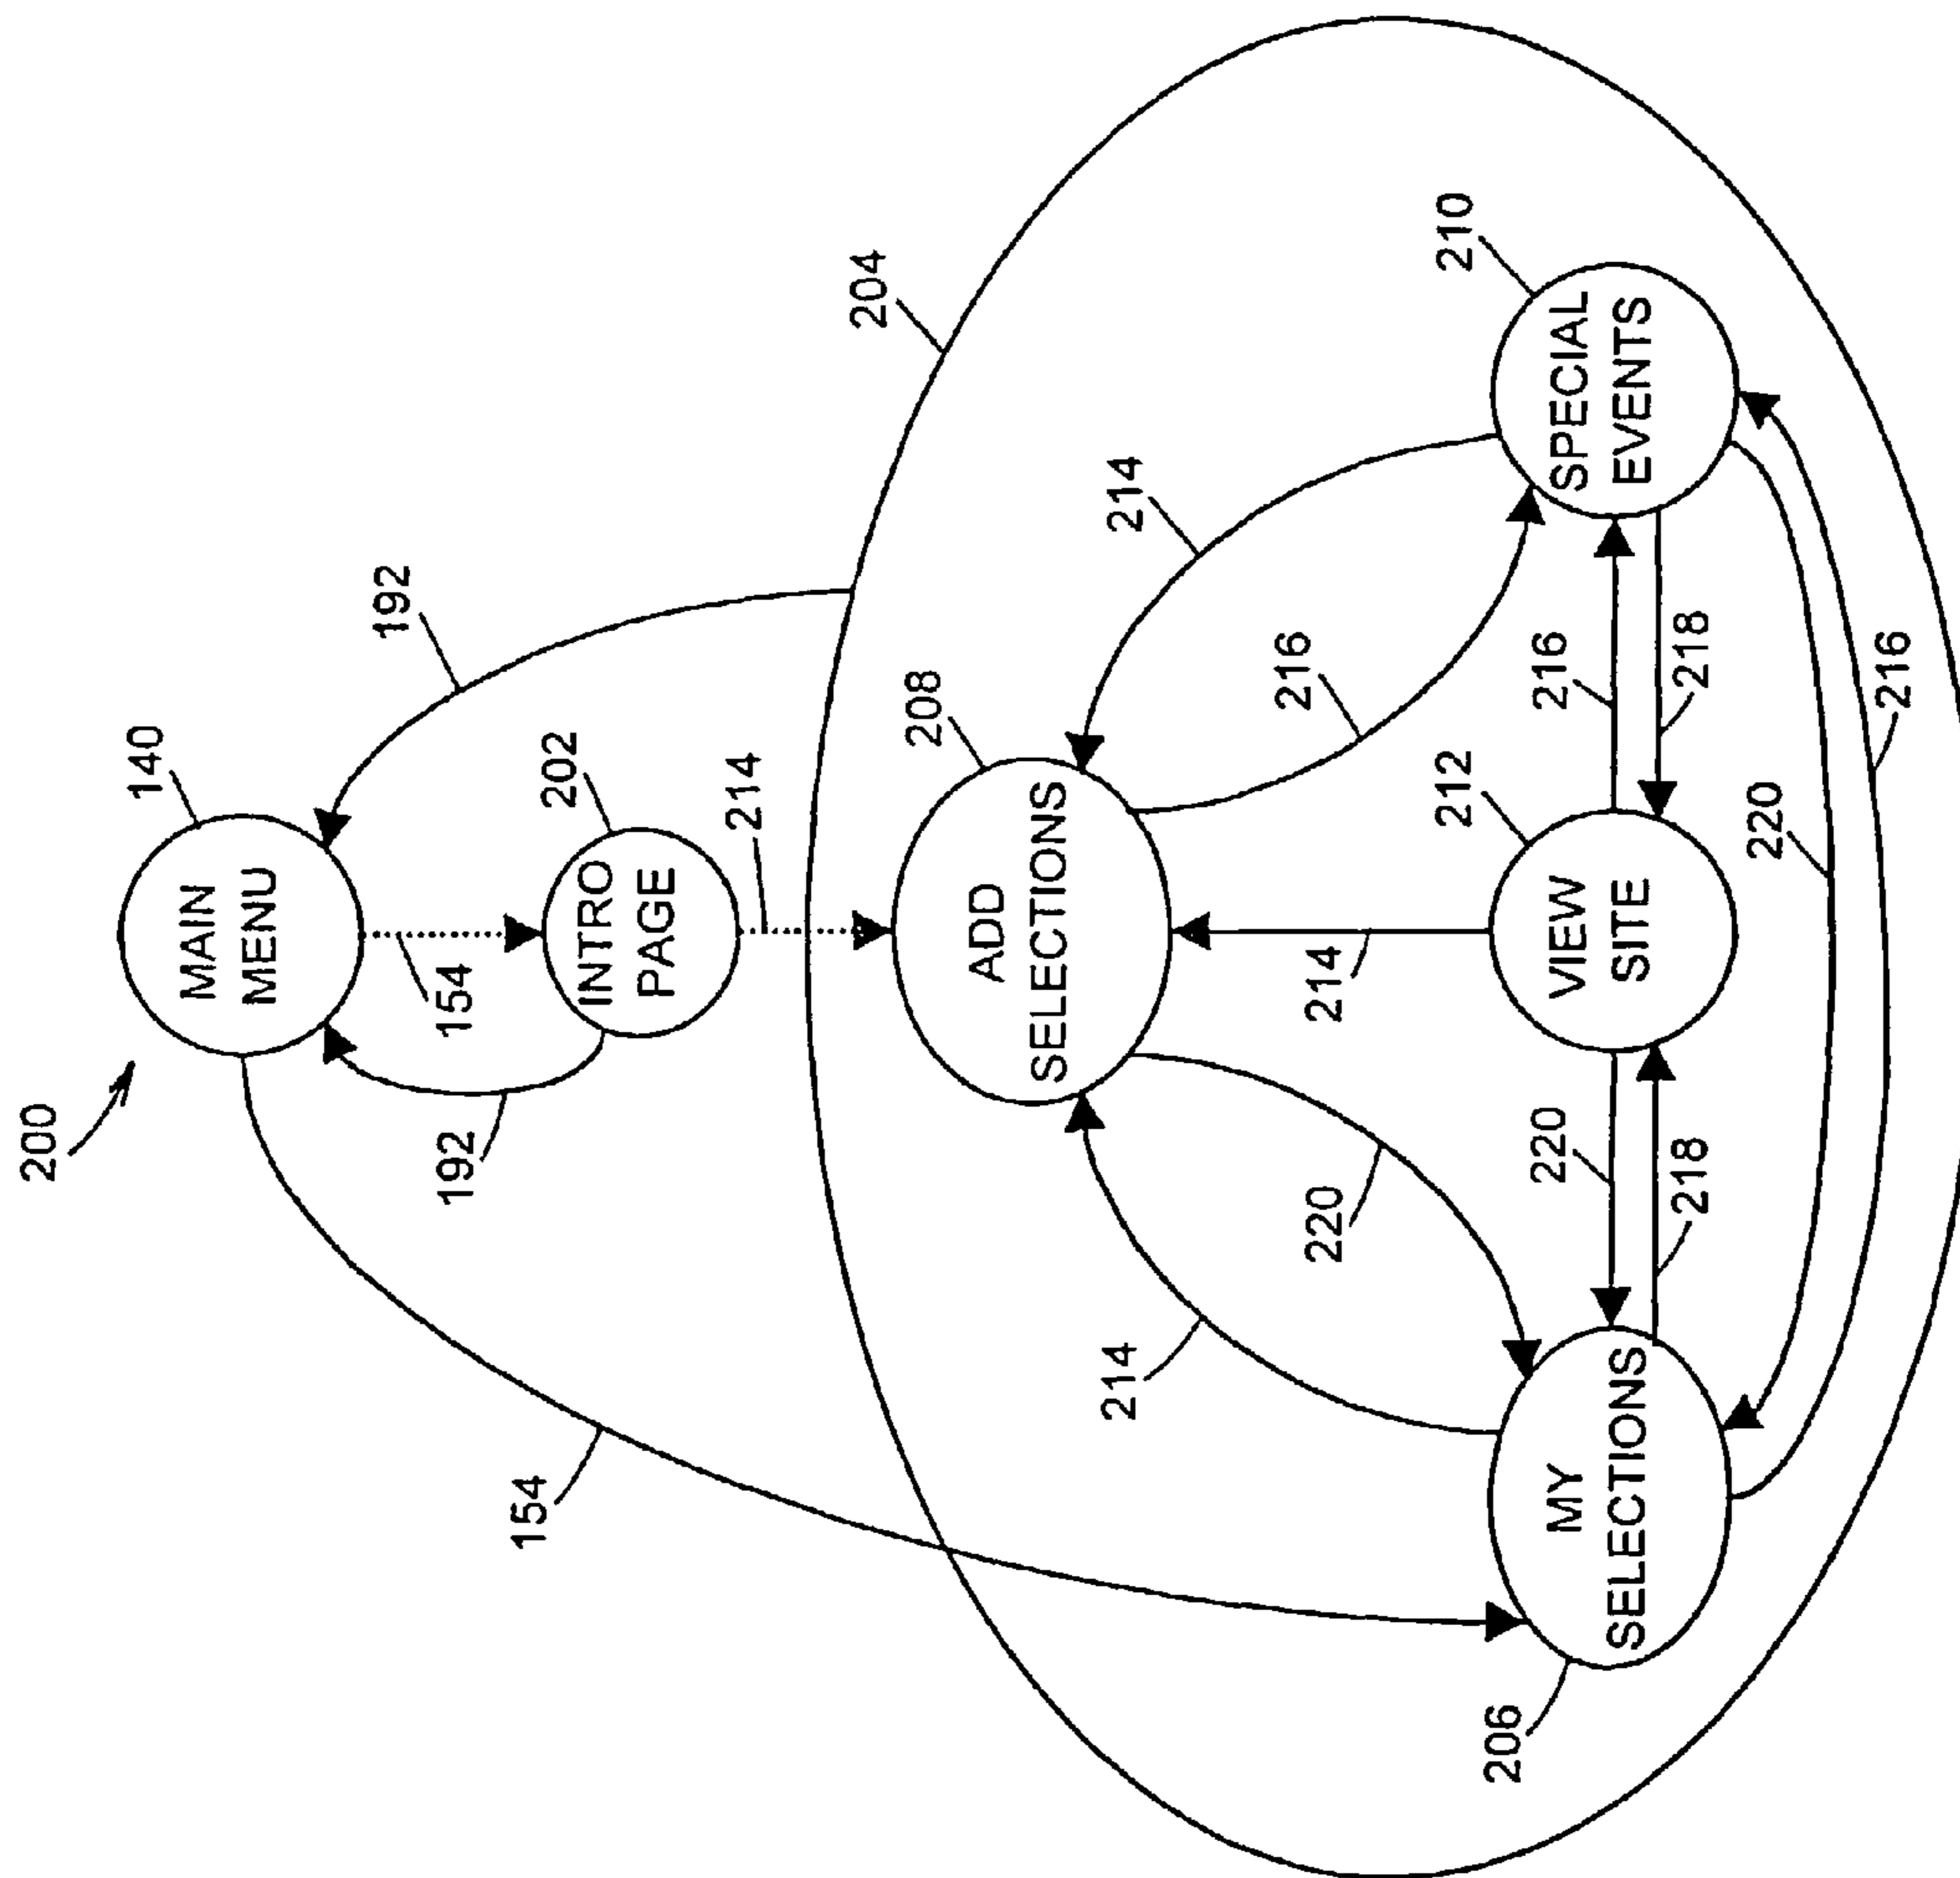 200
140
MAIN
MENU
192
154
192
202
INTRO
PAGE
214
154
204
208
ADD
SELECTIONS
214
214
216
220
214
210
SPECIAL
EVENTS
212
VIEW
SITE
216
218
220
218
206
MY
SELECTIONS
220
216